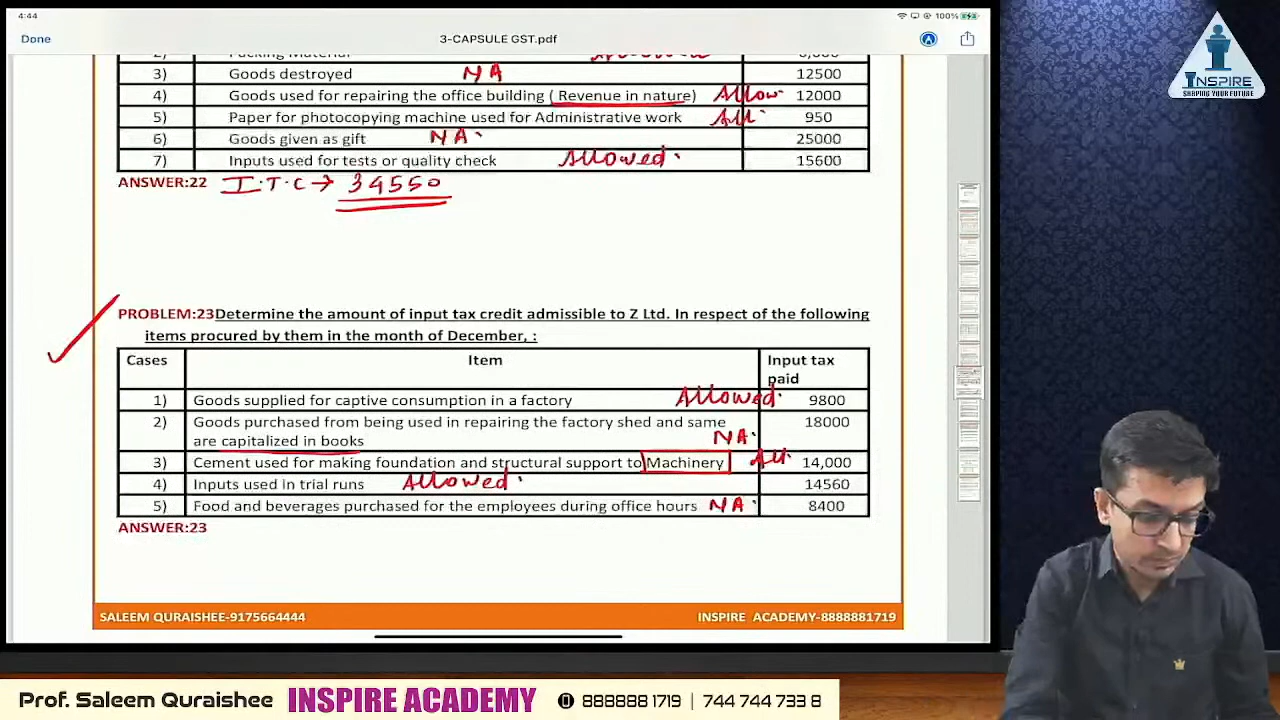 4:44
100%
Done
3-CAPSULE GST.pdf
3) Goods destroyed NA 12500
4) Goods used for repairing the office building ( Revenue in nature) Allow 12000
5) Paper for photocopying machine used for Administrative work All 950
6) Goods given as gift NA 25000
7) Inputs used for tests or quality check Allowed 15600
ANSWER:22 I.T.C → 34550
PROBLEM:23Determine the amount of input tax credit admissible to Z Ltd. In respect of the following
items procured by them in the month of December, :
Cases Item Input tax
paid
1) Goods supplied for captive consumption in a factory Allowed 9800
2) Goods purchased from being used in repairing the factory shed and same 18000
are capitalized in books NA
3) Cement used for making foundation and structural support to Machinery All 14,000
4) Inputs used in trial runs Allowed 14560
5) Food and beverages purchased for the employees during office hours NA 8400
ANSWER:23
SALEEM QURAISHEE-9175664444 INSPIRE ACADEMY-8888881719
INSPIRE
SHAPING YOUR FUTURE
Prof. Saleem Quraishee INSPIRE ACADEMY 888888 1719 | 744 744 733 8